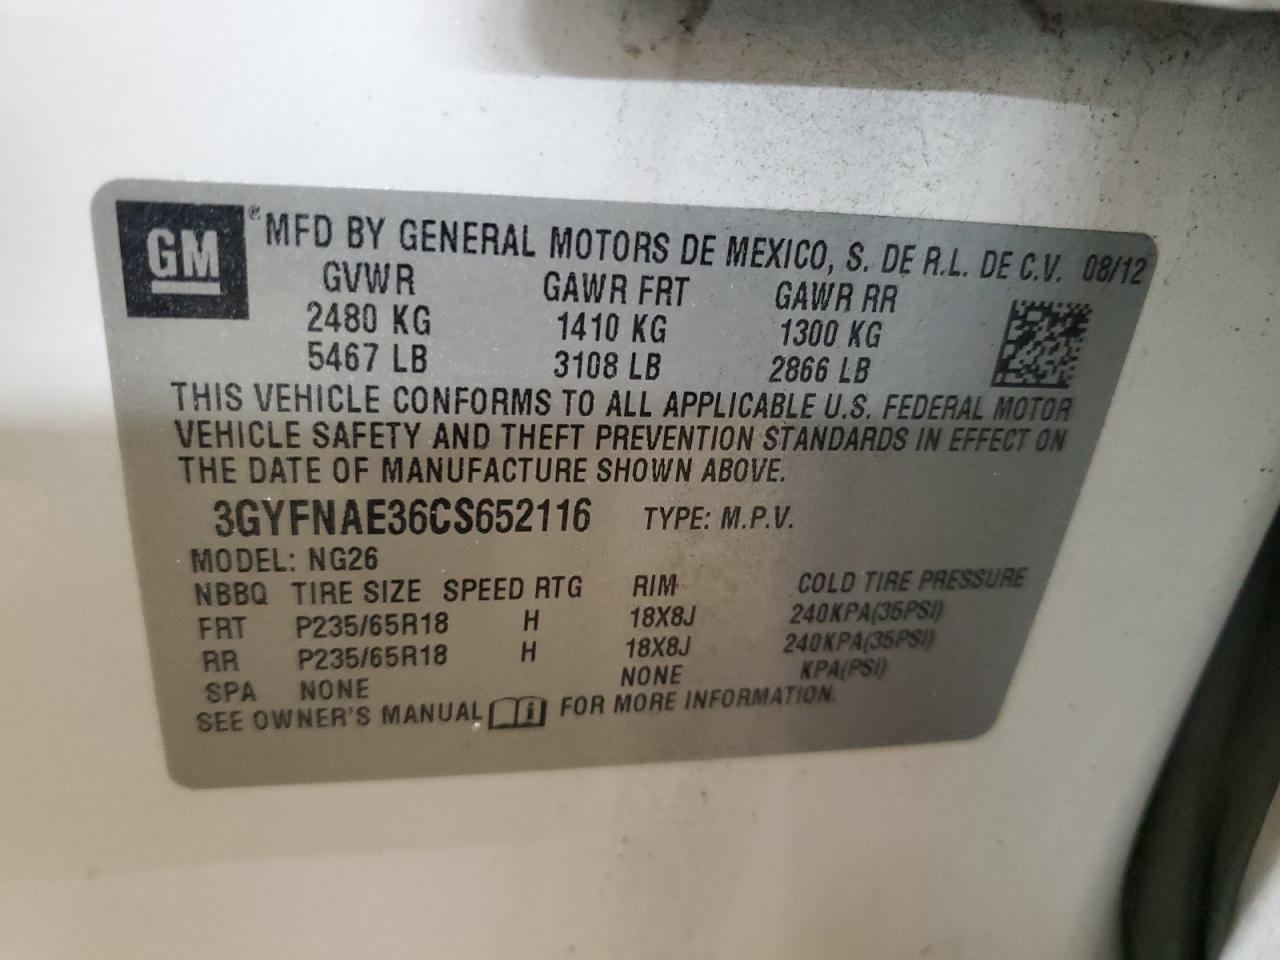 GM ® MFD BY GENERAL MOTORS DE MEXICO, S. DE R.L. DE C.V. 08/12
GVWR GAWR FRT GAWR RR
2480 KG 1410 KG 1300 KG
5467 LB 3108 LB 2866 LB
THIS VEHICLE CONFORMS TO ALL APPLICABLE U.S. FEDERAL MOTOR
VEHICLE SAFETY AND THEFT PREVENTION STANDARDS IN EFFECT ON
THE DATE OF MANUFACTURE SHOWN ABOVE.
3GYFNAE36CS652116 TYPE: M.P.V.
MODEL: NG26
NBBQ TIRE SIZE SPEED RTG RIM COLD TIRE PRESSURE
FRT P235/65R18 H 18X8J 240KPA(35PSI)
RR P235/65R18 H 18X8J 240KPA(35PSI)
SPA NONE NONE KPA(PSI)
SEE OWNER'S MANUAL i FOR MORE INFORMATION.